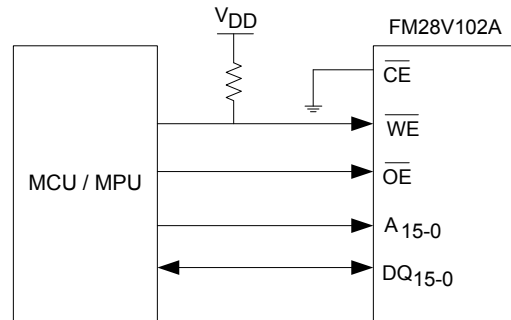 VDD
FM28V102A
CE
WE
MCU / MPU
OE
A15-0
DQ15-0